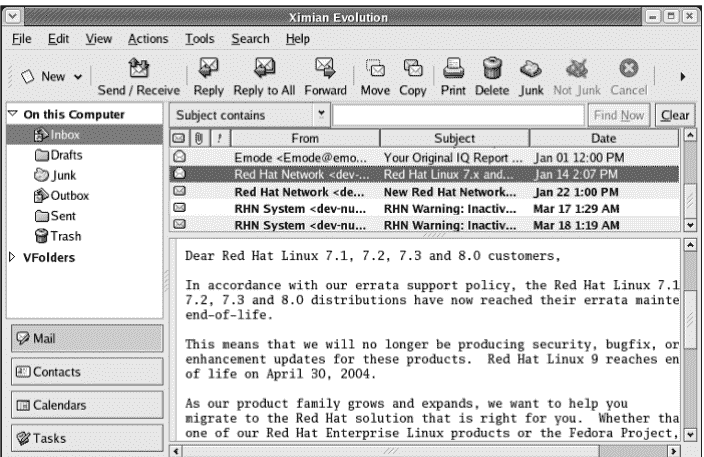 Ximian Evolution
File Edit View Actions Tools Search Help
New Send / Receive Reply Reply to All Forward Move Copy Print Delete Junk Not Junk Cancel
On this Computer
Inbox
Drafts
Junk
Outbox
Sent
Trash
VFolders
Mail
Contacts
Calendars
Tasks
Subject contains Find Now Clear
! From Subject Date
Emode <Emode@emo... Your Original IQ Report ... Jan 01 12:00 PM
Red Hat Network <dev-... Red Hat Linux 7.x and... Jan 14 2:07 PM
Red Hat Network <de... New Red Hat Network... Jan 22 1:00 PM
RHN System <dev-nu... RHN Warning: Inactiv... Mar 17 1:29 AM
RHN System <dev-nu... RHN Warning: Inactiv... Mar 18 1:19 AM
Dear Red Hat Linux 7.1, 7.2, 7.3 and 8.0 customers,
In accordance with our errata support policy, the Red Hat Linux 7.1
7.2, 7.3 and 8.0 distributions have now reached their errata mainte
end-of-life.
This means that we will no longer be producing security, bugfix, or
enhancement updates for these products.  Red Hat Linux 9 reaches en
of life on April 30, 2004.
As our product family grows and expands, we want to help you
migrate to the Red Hat solution that is right for you.  Whether tha
one of our Red Hat Enterprise Linux products or the Fedora Project,